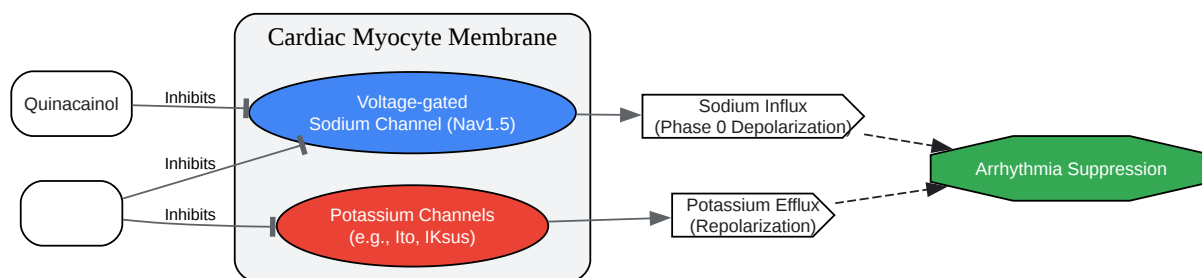 Cardiac Myocyte Membrane
Quinacainol
Inhibits
Voltage-gated
Sodium Channel (Nav1.5)
Sodium Influx
(Phase 0 Depolarization)
Inhibits
Arrhythmia Suppression
Inhibits
Potassium Channels
(e.g., Ito, IKsus)
Potassium Efflux
(Repolarization)